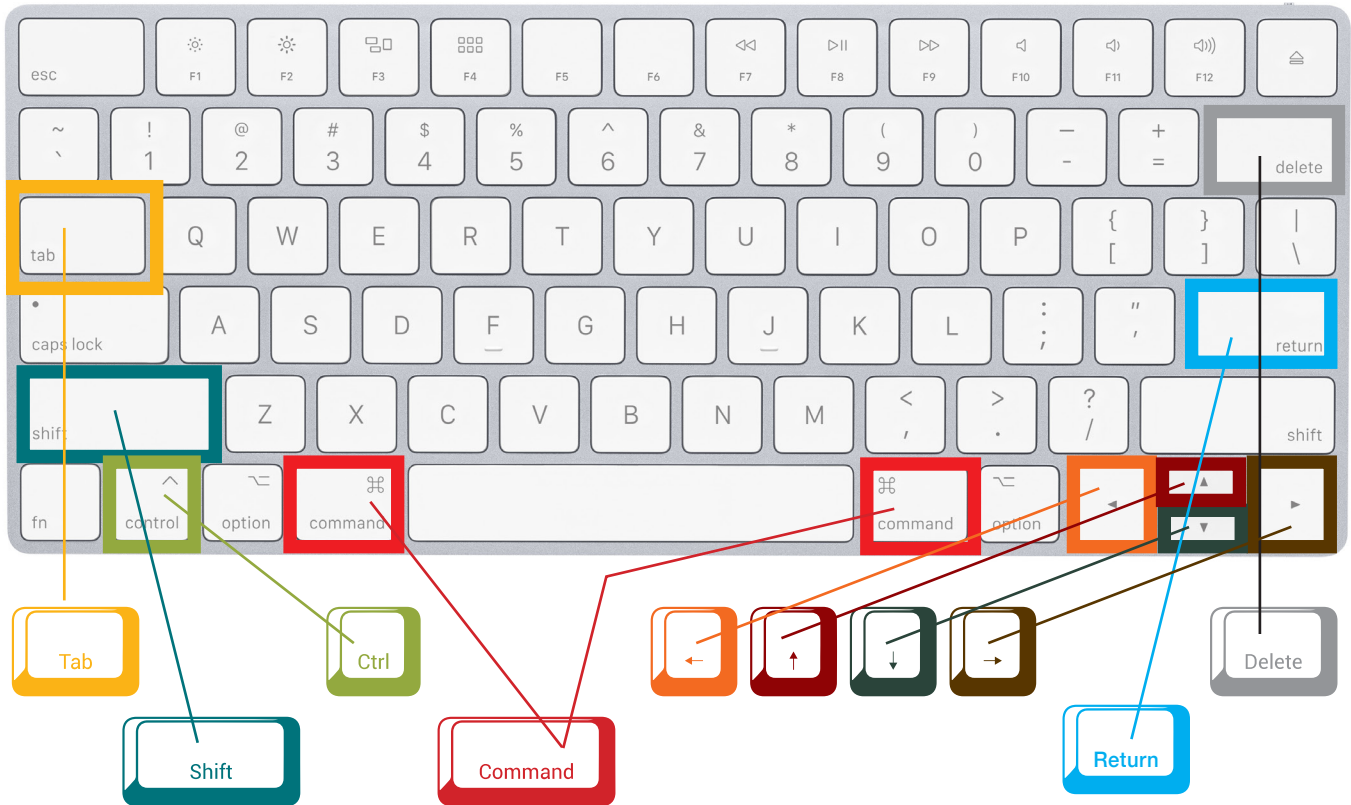 esc F1 F2 F3 F4 F5 F6 F7 F8 F9 F10 F11 F12
~ ! @ # $ % ^ & * ( ) — +
` 1 2 3 4 5 6 7 8 9 0 - = delete
tab Q W E R T Y U I O P { [ } ] | \
caps lock A S D F G H J K L : ; " ' return
shift Z X C V B N M < , > . ? / shift
fn control option command command option
Tab Ctrl ← ↑ ↓ → Delete
Shift Command Return